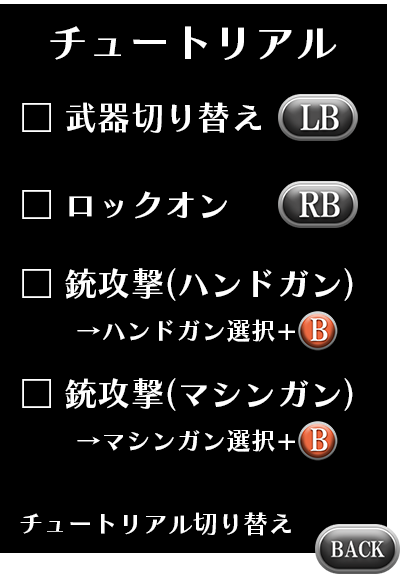 チュートリアル
□ 武器切り替え LB
□ ロックオン RB
□ 銃攻撃(ハンドガン)
→ハンドガン選択+B
□ 銃攻撃(マシンガン)
→マシンガン選択+B
チュートリアル切り替え BACK